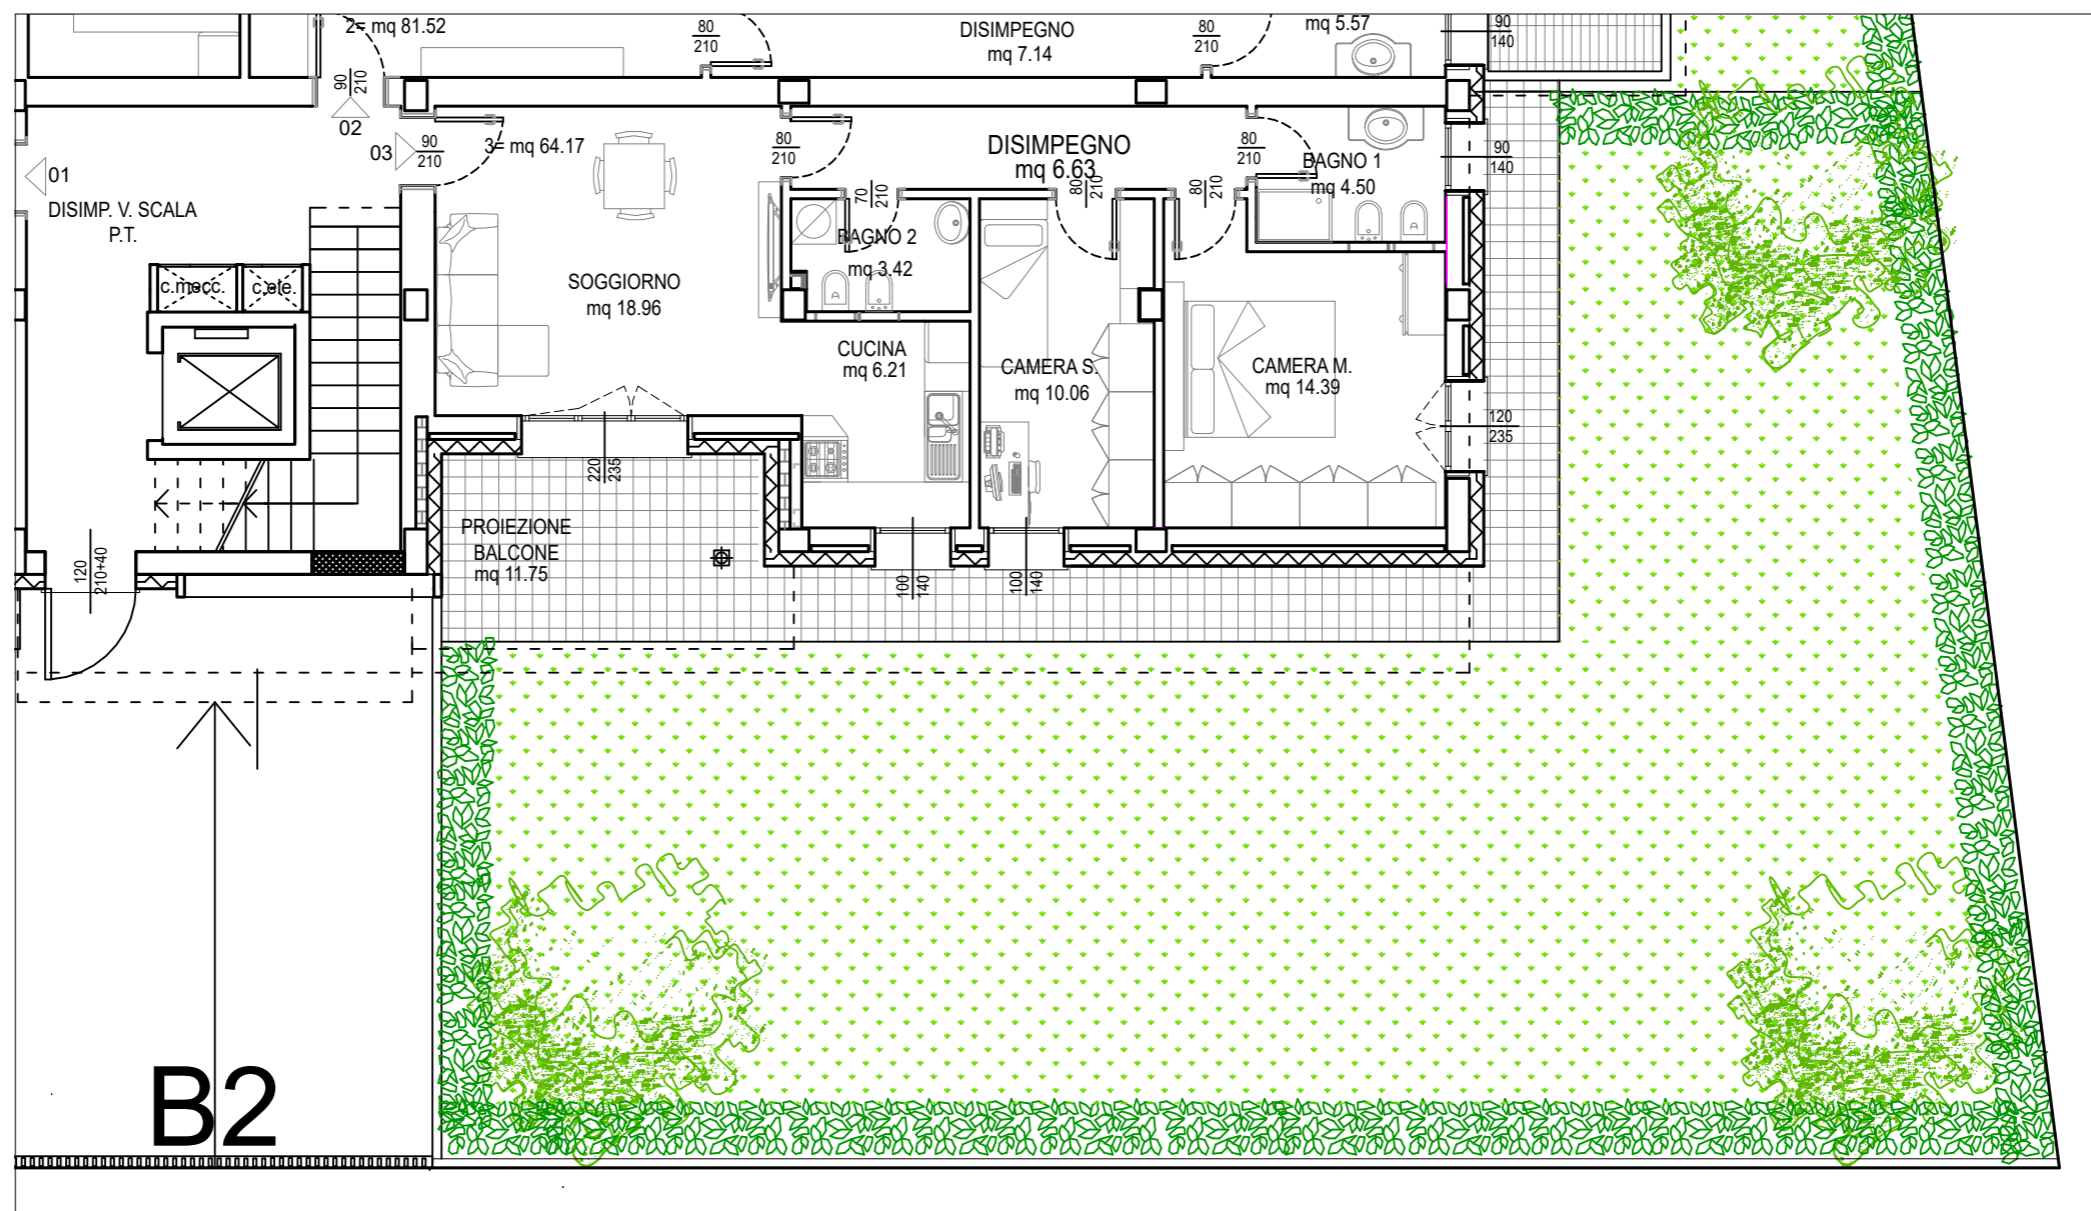 2= mq 81.52
80
210
DISIMPEGNO
mq 7.14
80
210
mq 5.57
90
140
90
210
02
03
90
210
3= mq 64.17
80
210
DISIMPEGNO
mq 6.63
80
210
BAGNO 1
mq 4.50
90
140
01
DISIMP. V. SCALA
P.T.
70
210
80
210
80
210
BAGNO 2
mq 3.42
c.mecc.
c.ele.
SOGGIORNO
mq 18.96
CUCINA
mq 6.21
CAMERA S.
mq 10.06
CAMERA M.
mq 14.39
120
235
220
235
PROIEZIONE
BALCONE
mq 11.75
120
210+40
100
140
100
140
B2